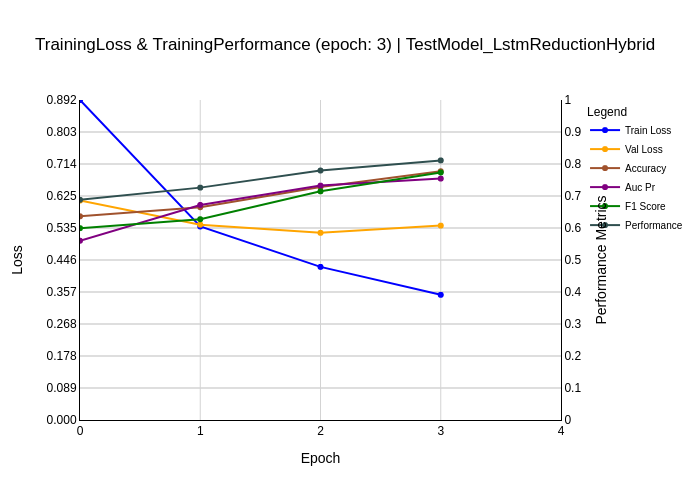 TrainingLoss & TrainingPerformance (epoch: 3) | TestModel_LstmReductionHybrid
0.892
0.803
0.714
0.625
0.535
0.446
0.357
0.268
0.178
0.089
0.000
Loss
0
1
2
3
4
Epoch
1
0.9
0.8
0.7
0.6
0.5
0.4
0.3
0.2
0.1
0
Performance Metrics
Legend
Train Loss
Val Loss
Accuracy
Auc Pr
F1 Score
Performance